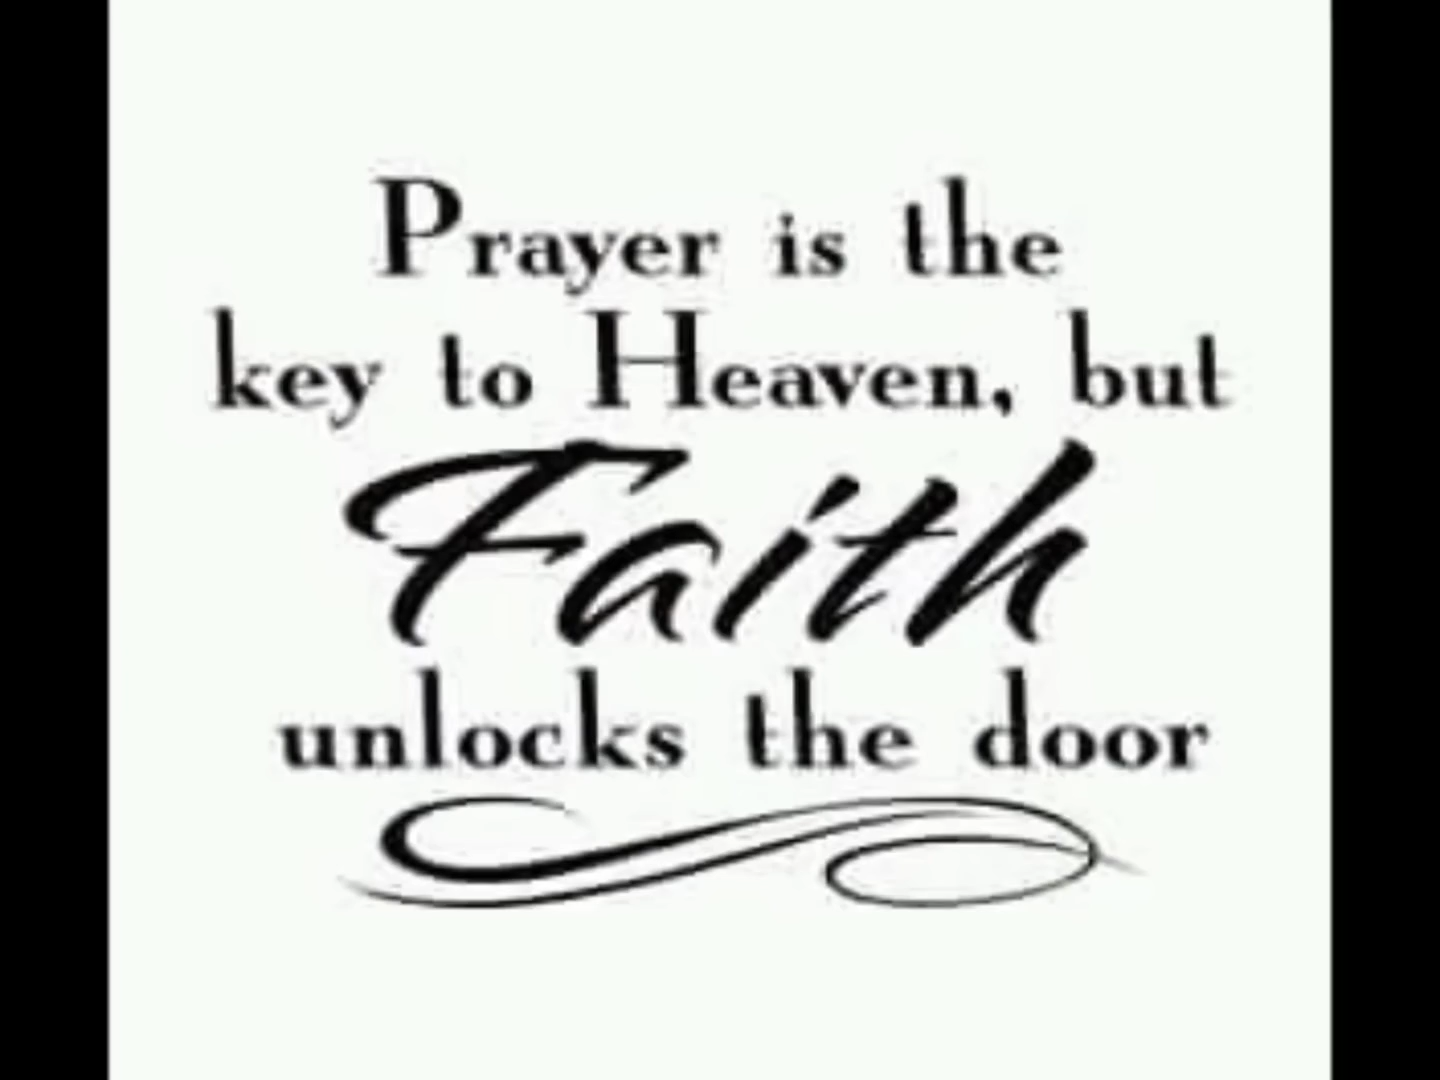 Prayer is the
key to Heaven, but
Faith
unlocks the door